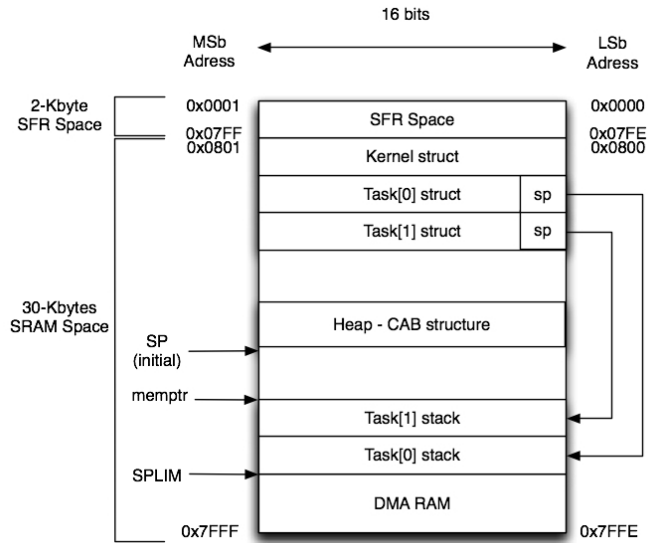 16 bits
MSb
Adress
LSb
Adress
2-Kbyte
SFR Space
0x0001
0x0000
SFR Space
0x07FF
0x07FE
0x0801
0x0800
Kernel struct
Task[0] struct
sp
Task[1] struct
sp
30-Kbytes
SRAM Space
Heap - CAB structure
SP
(initial)
memptr
Task[1] stack
Task[0] stack
SPLIM
DMA RAM
0x7FFF
0x7FFE